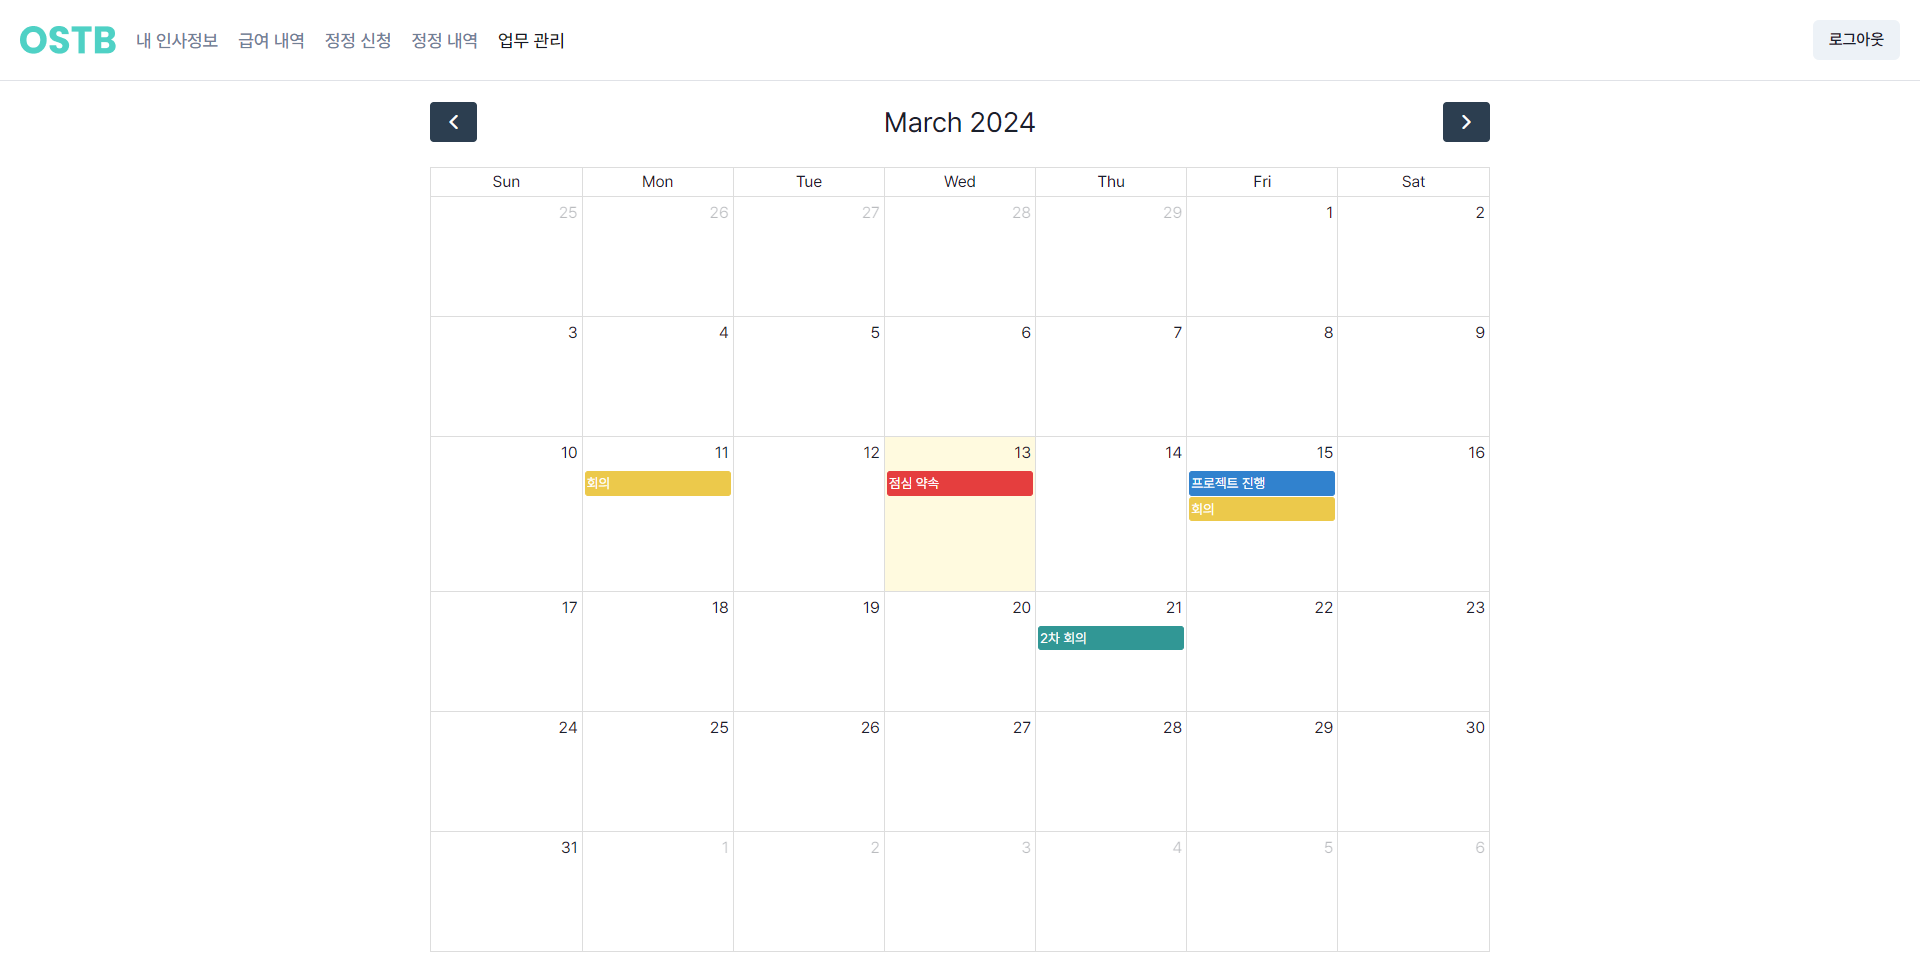 OSTB 내 인사정보 급여 내역 정정 신청 정정 내역 업무 관리 로그아웃
March 2024
Sun Mon Tue Wed Thu Fri Sat
25 26 27 28 29 1 2
3 4 5 6 7 8 9
10 11 12 13 14 15 16
회의 점심 약속 프로젝트 진행
회의
17 18 19 20 21 22 23
2차 회의
24 25 26 27 28 29 30
31 1 2 3 4 5 6